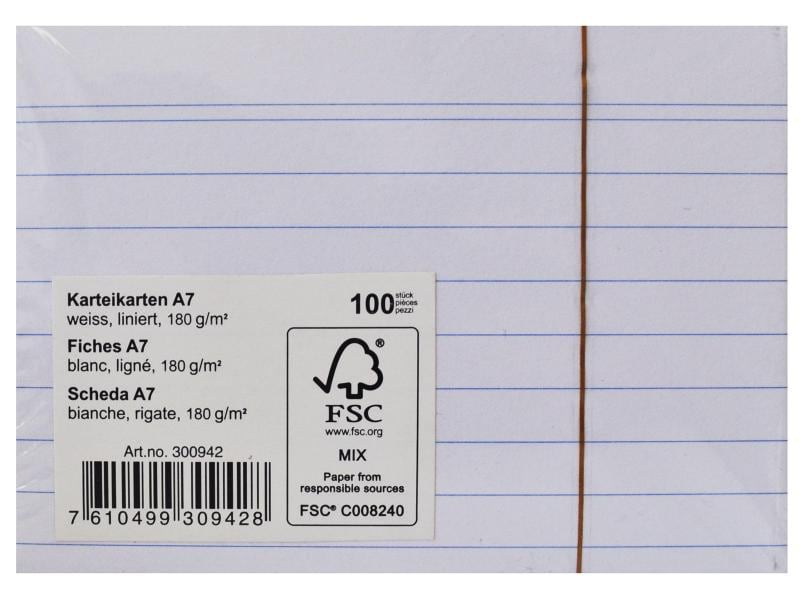 Karteikarten A7
weiss, liniert, 180 g/m²
Fiches A7
blanc, ligné, 180 g/m²
Scheda A7
bianche, rigate, 180 g/m²
Art.no. 300942
7 610499 309428
100 stück
pièces
pezzi
®
FSC
www.fsc.org
MIX
Paper from
responsible sources
FSC® C008240